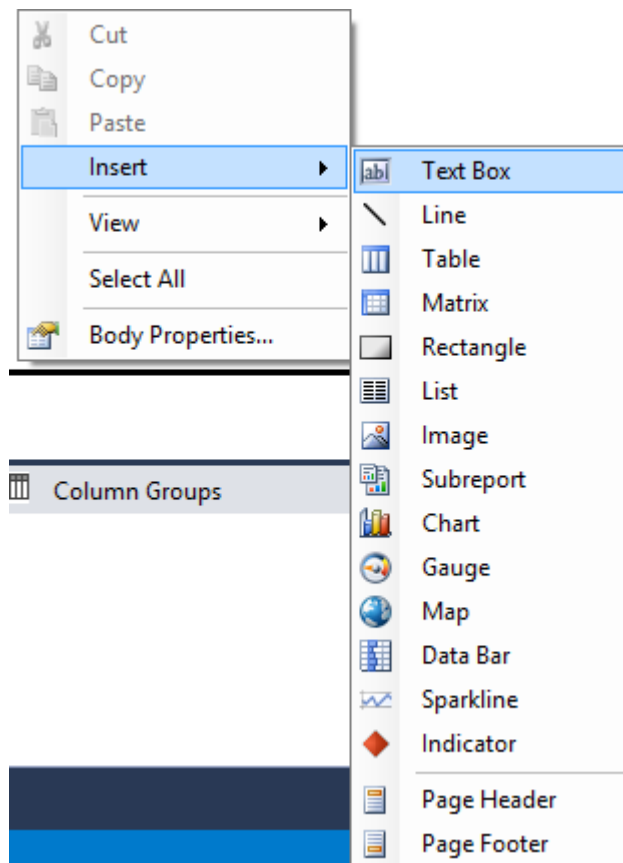 Cut
Copy
Paste
Insert
View
Select All
Body Properties...
Column Groups
abl Text Box
Line
Table
Matrix
Rectangle
List
Image
Subreport
Chart
Gauge
Map
Data Bar
Sparkline
Indicator
Page Header
Page Footer